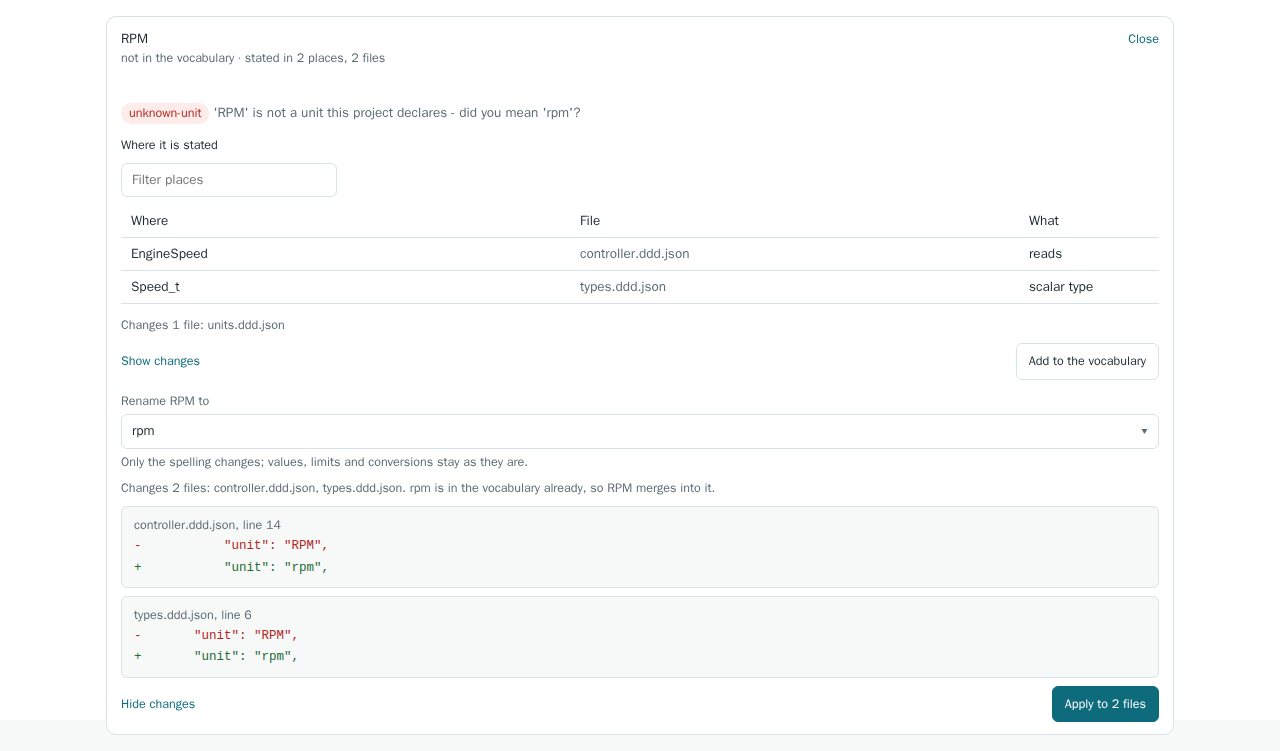 RPM
Close
not in the vocabulary · stated in 2 places, 2 files
unknown-unit 'RPM' is not a unit this project declares - did you mean 'rpm'?
Where it is stated
Filter places
Where File What
EngineSpeed controller.ddd.json reads
Speed_t types.ddd.json scalar type
Changes 1 file: units.ddd.json
Show changes
Add to the vocabulary
Rename RPM to
rpm
Only the spelling changes; values, limits and conversions stay as they are.
Changes 2 files: controller.ddd.json, types.ddd.json. rpm is in the vocabulary already, so RPM merges into it.
controller.ddd.json, line 14
-           "unit": "RPM",
+           "unit": "rpm",
types.ddd.json, line 6
-       "unit": "RPM",
+       "unit": "rpm",
Hide changes
Apply to 2 files